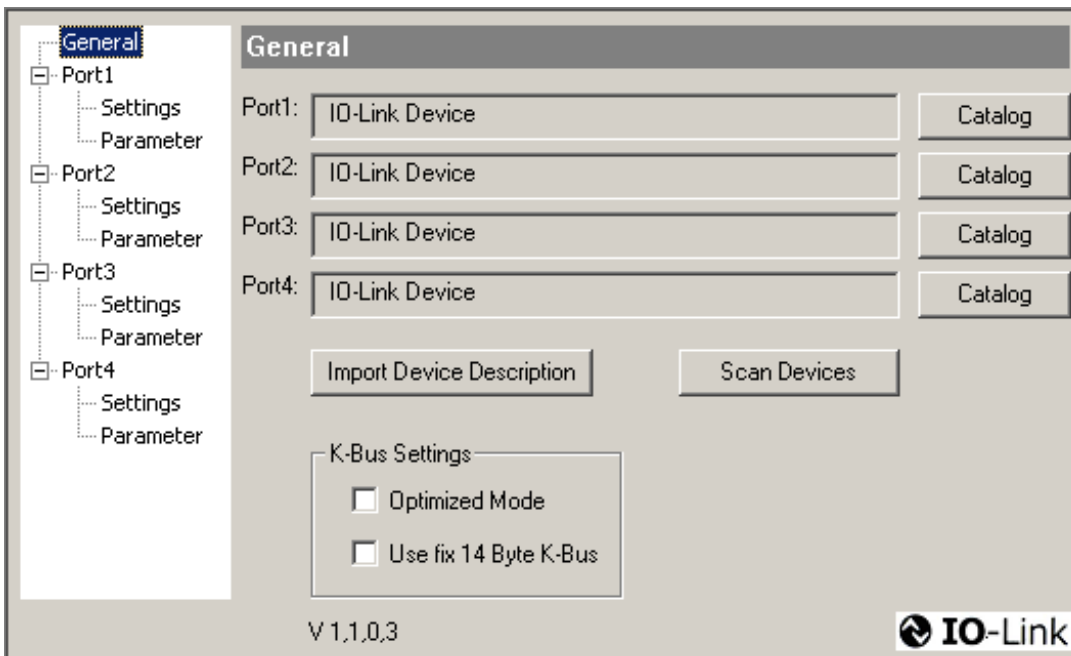 General
Port1
Settings
Parameter
Port2
Settings
Parameter
Port3
Settings
Parameter
Port4
Settings
Parameter
General
Port1: IO-Link Device Catalog
Port2: IO-Link Device Catalog
Port3: IO-Link Device Catalog
Port4: IO-Link Device Catalog
Import Device Description Scan Devices
K-Bus Settings
Optimized Mode
Use fix 14 Byte K-Bus
V 1,1,0,3
IO-Link